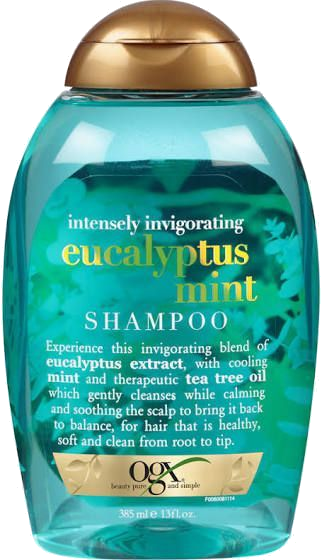 intensely invigorating
eucalyptus
mint
SHAMPOO
Experience this invigorating blend of
eucalyptus extract, with cooling
mint and therapeutic tea tree oil
which gently cleanses while calming
and soothing the scalp to bring it back
to balance, for hair that is healthy,
soft and clean from root to tip.
ogx®
beauty pure and simple
F0060081114
385 ml ℮ 13fl.oz.